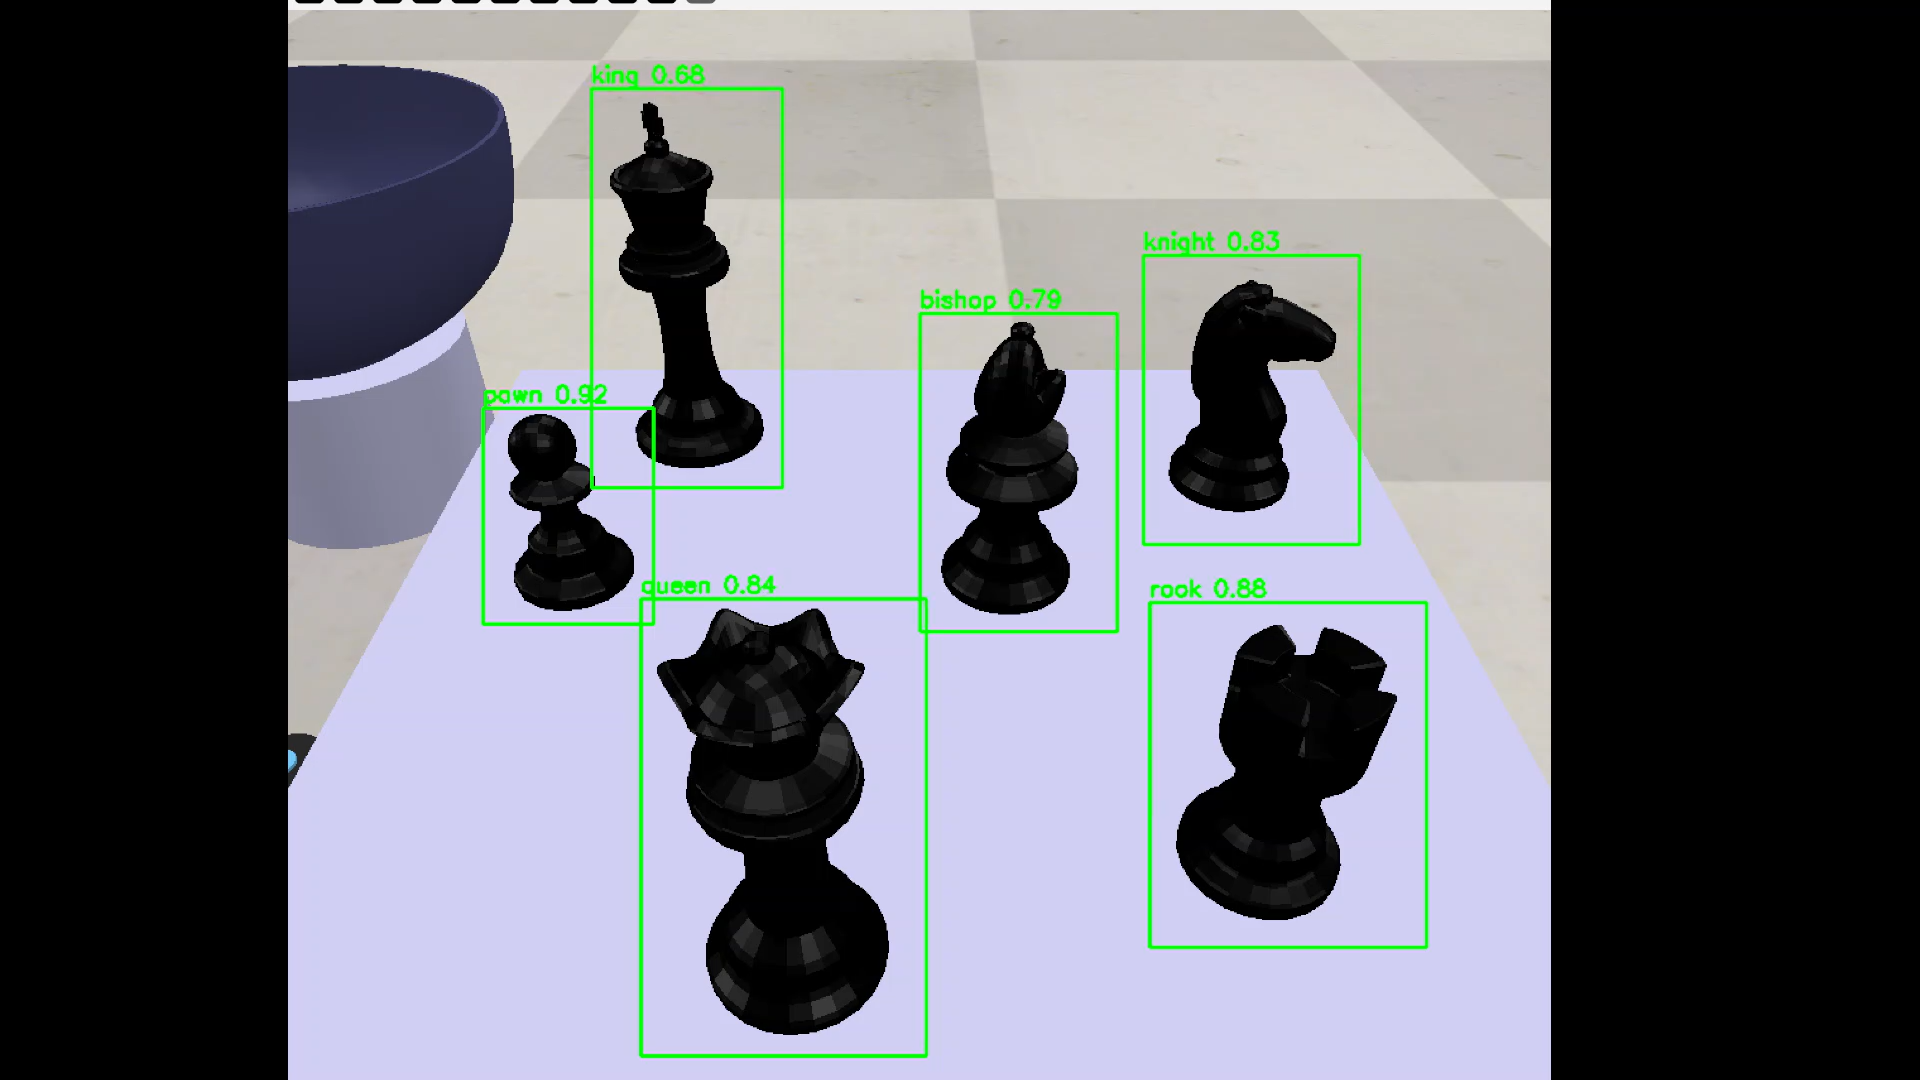 king 0.68
knight 0.83
bishop 0.79
pawn 0.92
queen 0.84
rook 0.88